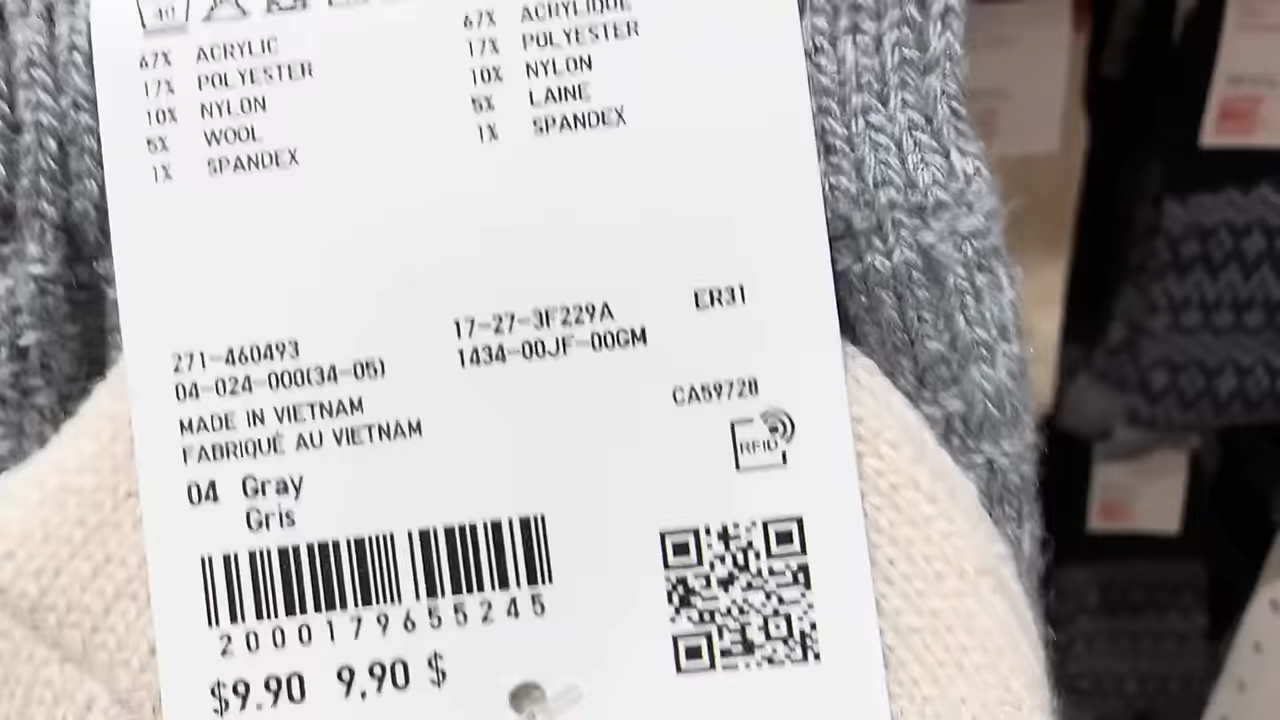 40
67% ACRYLIC
17% POLYESTER
10% NYLON
5% WOOL
1% SPANDEX
67% ACRYLIQUE
17% POLYESTER
10% NYLON
5% LAINE
1% SPANDEX
271-460493 17-27-3F229A ER31
04-024-000(34-05) 1434-00JF-00GM
MADE IN VIETNAM CA59728
FABRIQUÉ AU VIETNAM RFID
04 Gray
Gris
2000179655245
$9.90 9,90 $